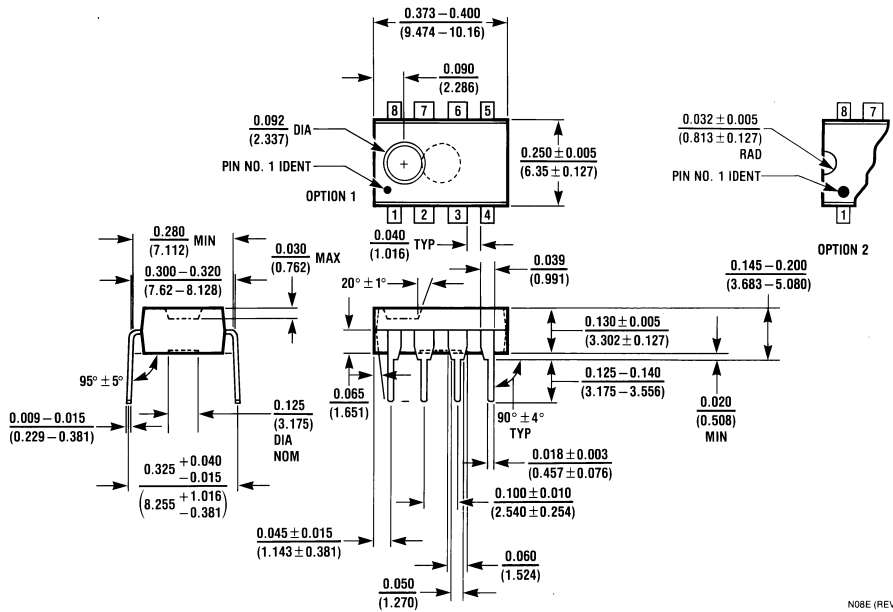 0.373 – 0.400
(9.474 – 10.16)
0.090
(2.286)
8 7 6 5
0.092 DIA
(2.337)
PIN NO. 1 IDENT
OPTION 1
0.250 ± 0.005
(6.35 ± 0.127)
1 2 3 4
0.032 ± 0.005
(0.813 ± 0.127)
RAD
PIN NO. 1 IDENT
8 7
1
OPTION 2
0.280 MIN
(7.112)
0.300 – 0.320
(7.62 – 8.128)
0.030 MAX
(0.762)
0.040 TYP
(1.016)
20° ± 1°
0.039
(0.991)
0.145 – 0.200
(3.683 – 5.080)
0.130 ± 0.005
(3.302 ± 0.127)
95° ± 5°
0.009 – 0.015
(0.229 – 0.381)
0.125
(3.175)
DIA
NOM
0.065
(1.651)
0.125 – 0.140
(3.175 – 3.556)
90° ± 4°
TYP
0.020
(0.508)
MIN
0.325 + 0.040
– 0.015
(8.255 + 1.016
– 0.381)
0.018 ± 0.003
(0.457 ± 0.076)
0.100 ± 0.010
(2.540 ± 0.254)
0.045 ± 0.015
(1.143 ± 0.381)
0.060
(1.524)
0.050
(1.270)
N08E (REV